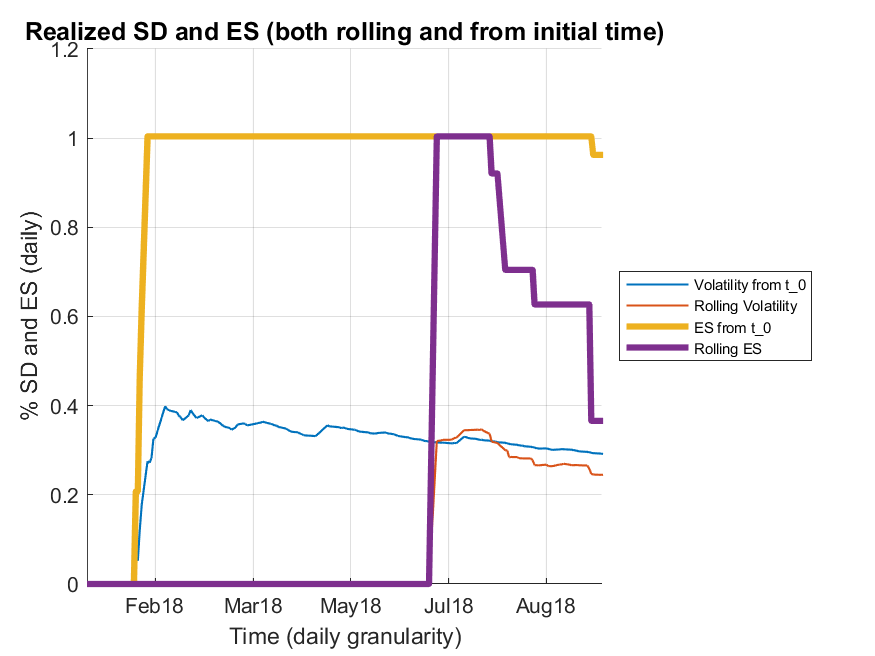 Realized SD and ES (both rolling and from initial time)
1.2
1
0.8
0.6
0.4
0.2
0
% SD and ES (daily)
Feb18
Mar18
May18
Jul18
Aug18
Time (daily granularity)
Volatility from t_0
Rolling Volatility
ES from t_0
Rolling ES